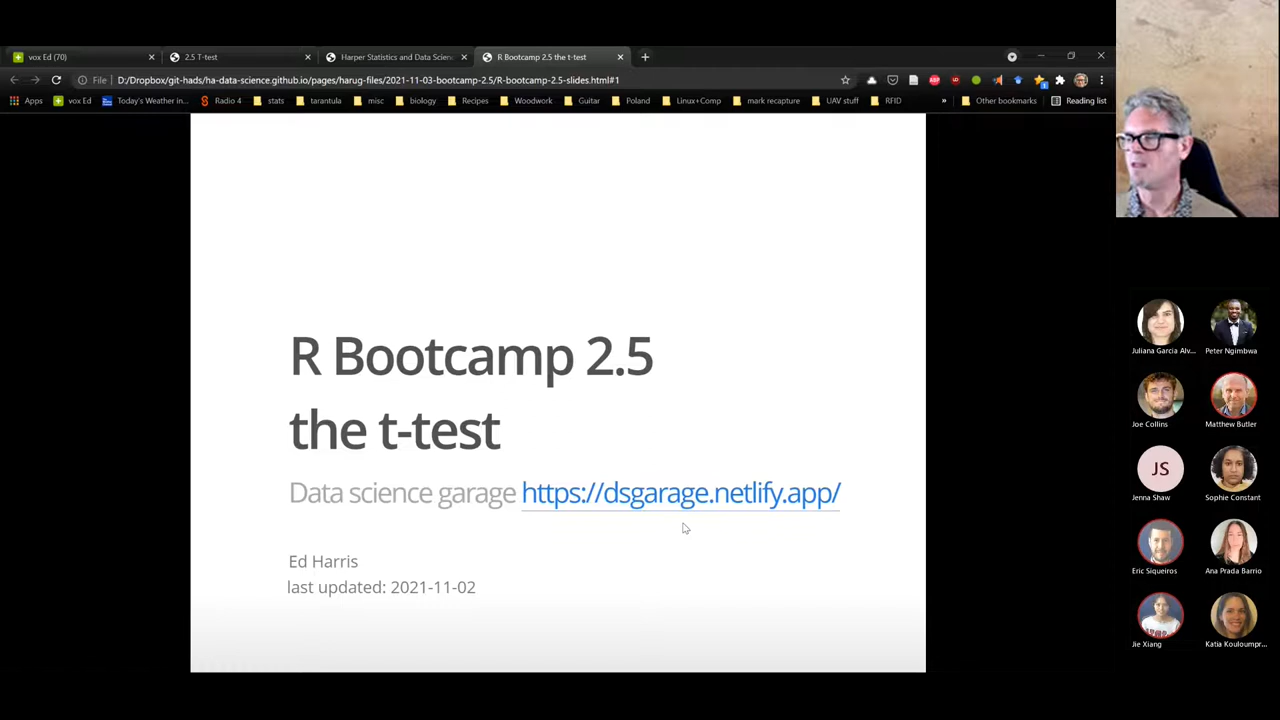 vox Ed (70)
2.5 T-test
Harper Statistics and Data Scien
R Bootcamp 2.5 the t-test
File
D:/Dropbox/git-hads/ha-data-science.github.io/pages/harug-files/2021-11-03-bootcamp-2.5/R-bootcamp-2.5-slides.html#1
Apps
vox Ed
Today's Weather in...
Radio 4
stats
tarantula
misc
biology
Recipes
Woodwork
Guitar
Poland
Linux+Comp
mark recapture
UAV stuff
RFID
»
Other bookmarks
Reading list
R Bootcamp 2.5
the t-test
Data science garage https://dsgarage.netlify.app/
Ed Harris
last updated: 2021-11-02
Juliana Garcia Alv...
Peter Ngimbwa
Joe Collins
Matthew Butler
JS
Jenna Shaw
Sophie Constant
Eric Siqueiros
Ana Prada Barrio
Jie Xiang
Katia Kouloumpr...